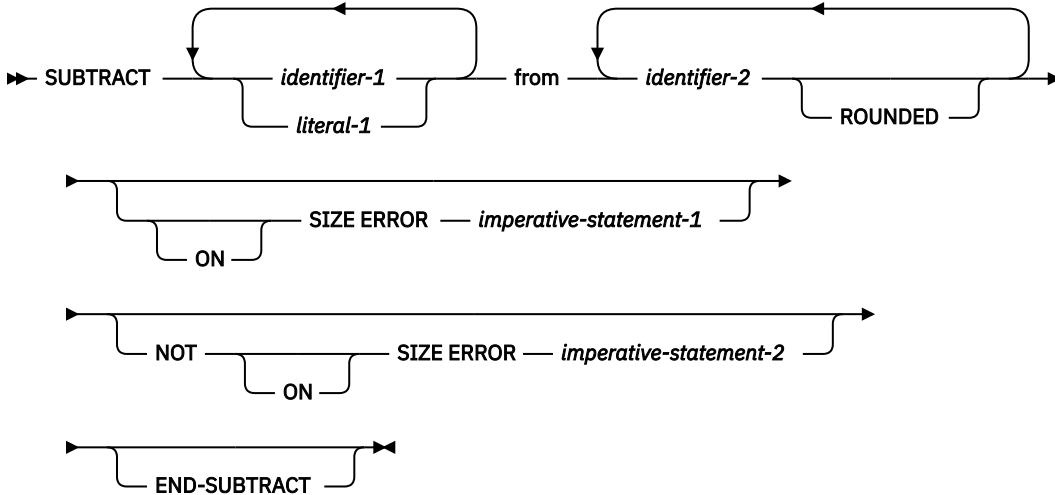 SUBTRACT identifier-1 from identifier-2
literal-1 ROUNDED
SIZE ERROR imperative-statement-1
ON
NOT SIZE ERROR imperative-statement-2
ON
END-SUBTRACT